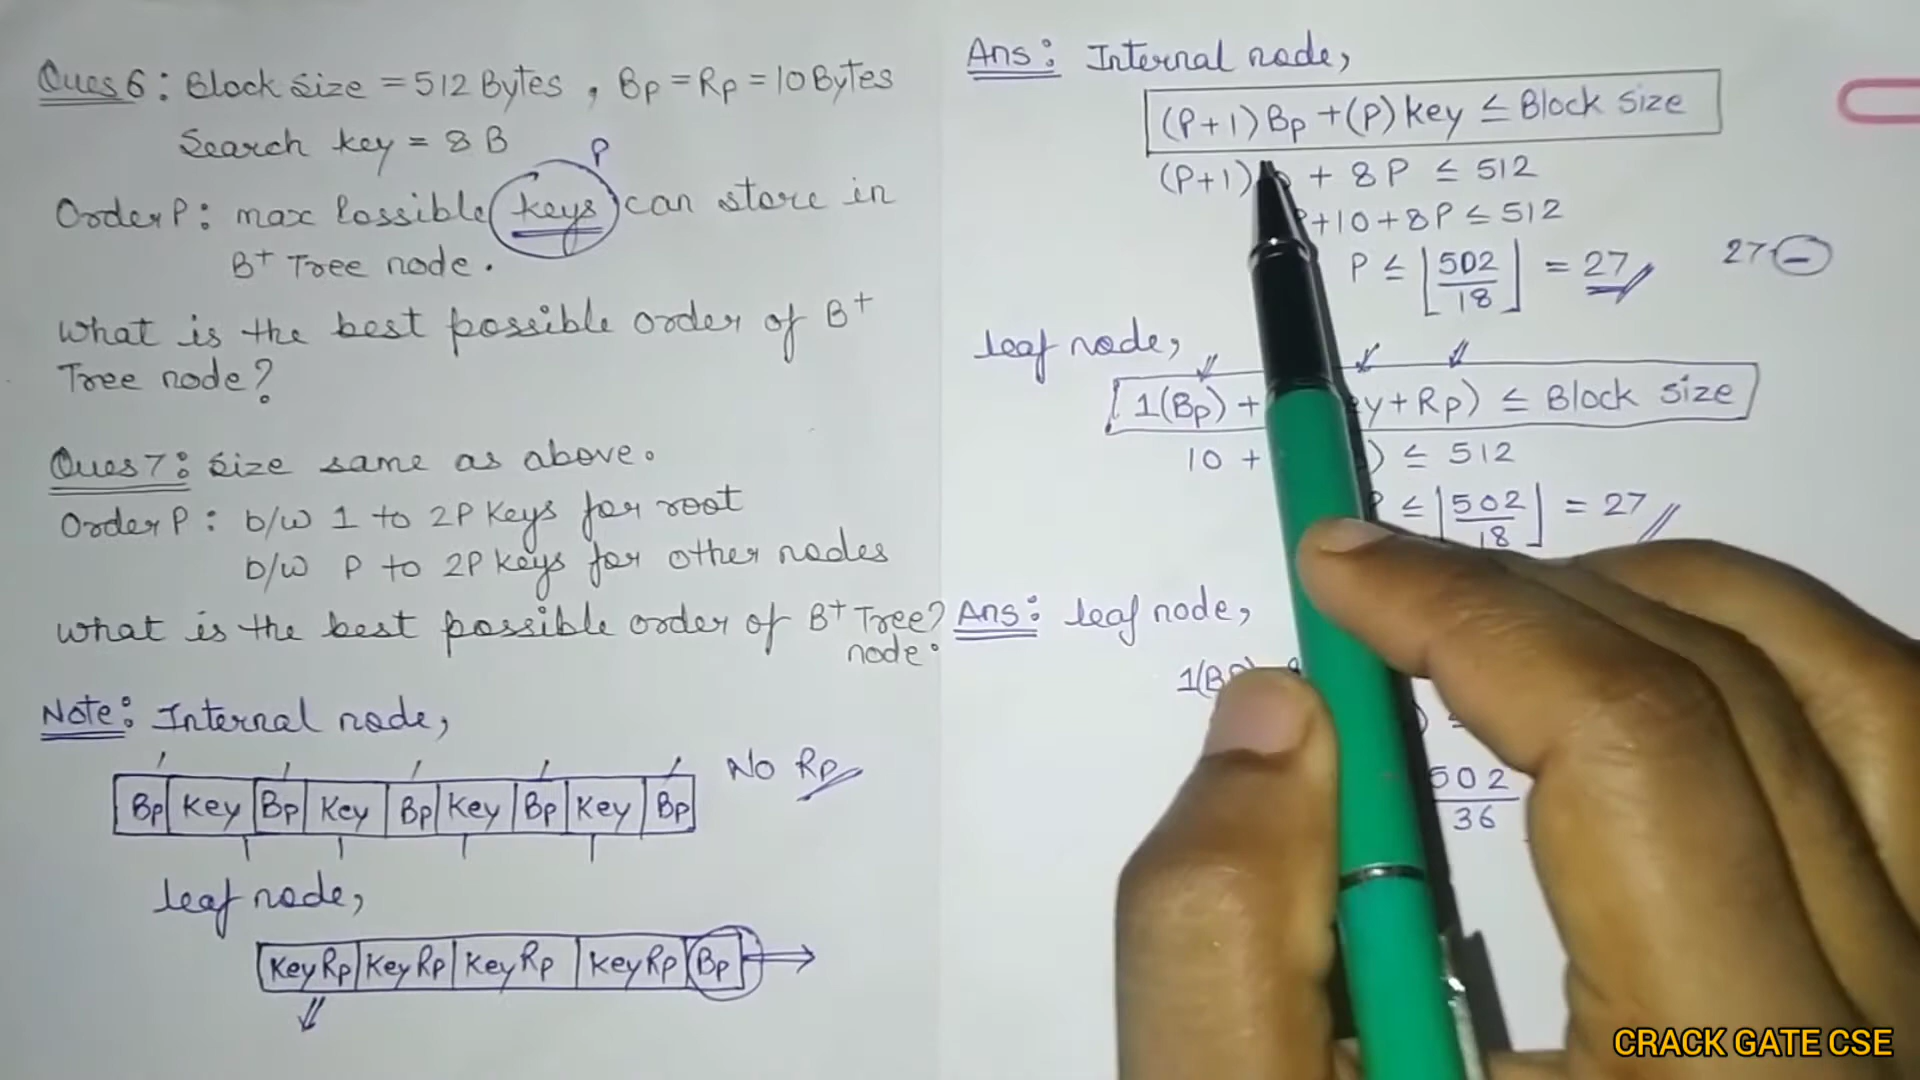 Ques 6: Block Size = 512 Bytes, Bp = Rp = 10 Bytes
Search key = 8 B
P
Order P: max Possible keys can store in
B+ Tree node.
What is the best possible order of B+
Tree node?
Ques 7: Size same as above.
Order P: b/w 1 to 2P keys for root
b/w P to 2P keys for other nodes
What is the best possible order of B+ Tree?
node.
Note: Internal node,
Bp Key Bp Key Bp Key Bp Key Bp
No Rp
leaf node,
Key Rp Key Rp Key Rp Key Rp Bp
Ans: Internal node,
(P+1) Bp + (P) key ≤ Block Size
(P+1) + 8P ≤ 512
+10 + 8P ≤ 512
P ≤ ⌊502/18⌋ = 27
27 -
leaf node,
1(Bp) + y + Rp) ≤ Block Size
10 + ) ≤ 512
≤ ⌊502/18⌋ = 27
Ans: leaf node,
1(B
502
36
CRACK GATE CSE